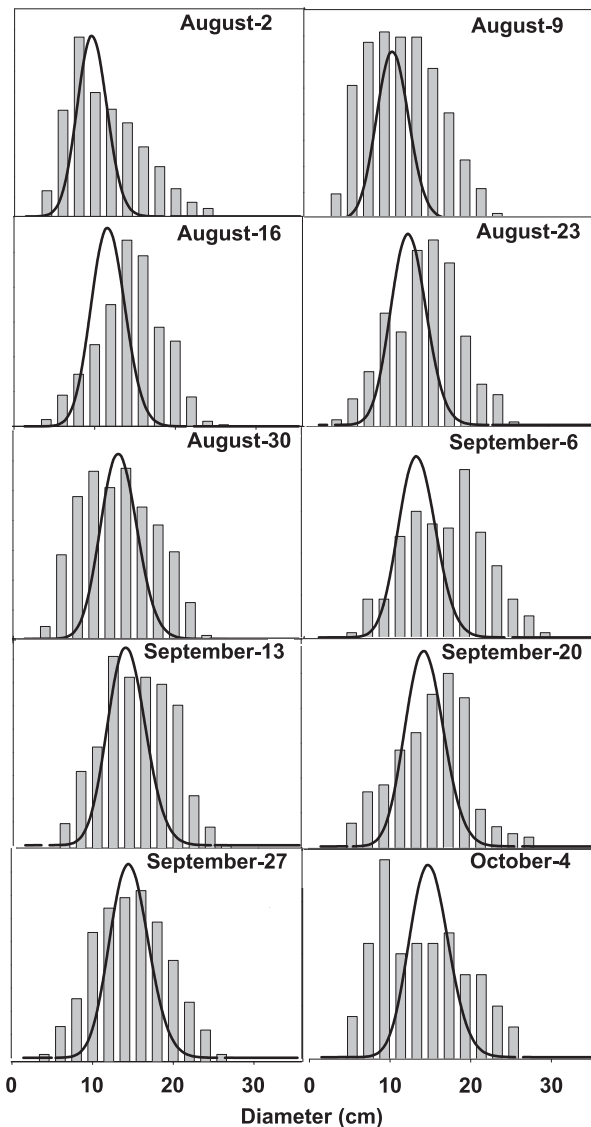 August-2
August-9
August-16
August-23
August-30
September-6
September-13
September-20
September-27
October-4
0 10 20 30 0 10 20 30
Diameter (cm)